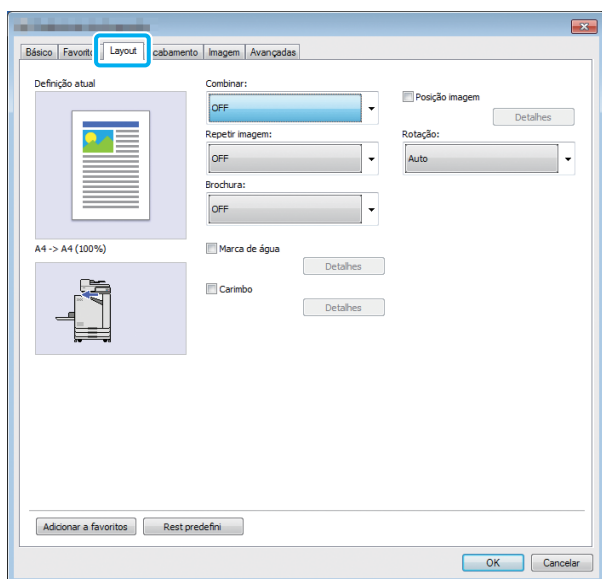 Básico Favorito Layout cabamento Imagem Avançadas
Definição atual
Combinar:
OFF
Posição imagem
Detalhes
Repetir imagem:
OFF
Rotação:
Auto
Brochura:
OFF
A4 -> A4 (100%)
Marca de água
Detalhes
Carimbo
Detalhes
Adicionar a favoritos Rest predefini
OK Cancelar